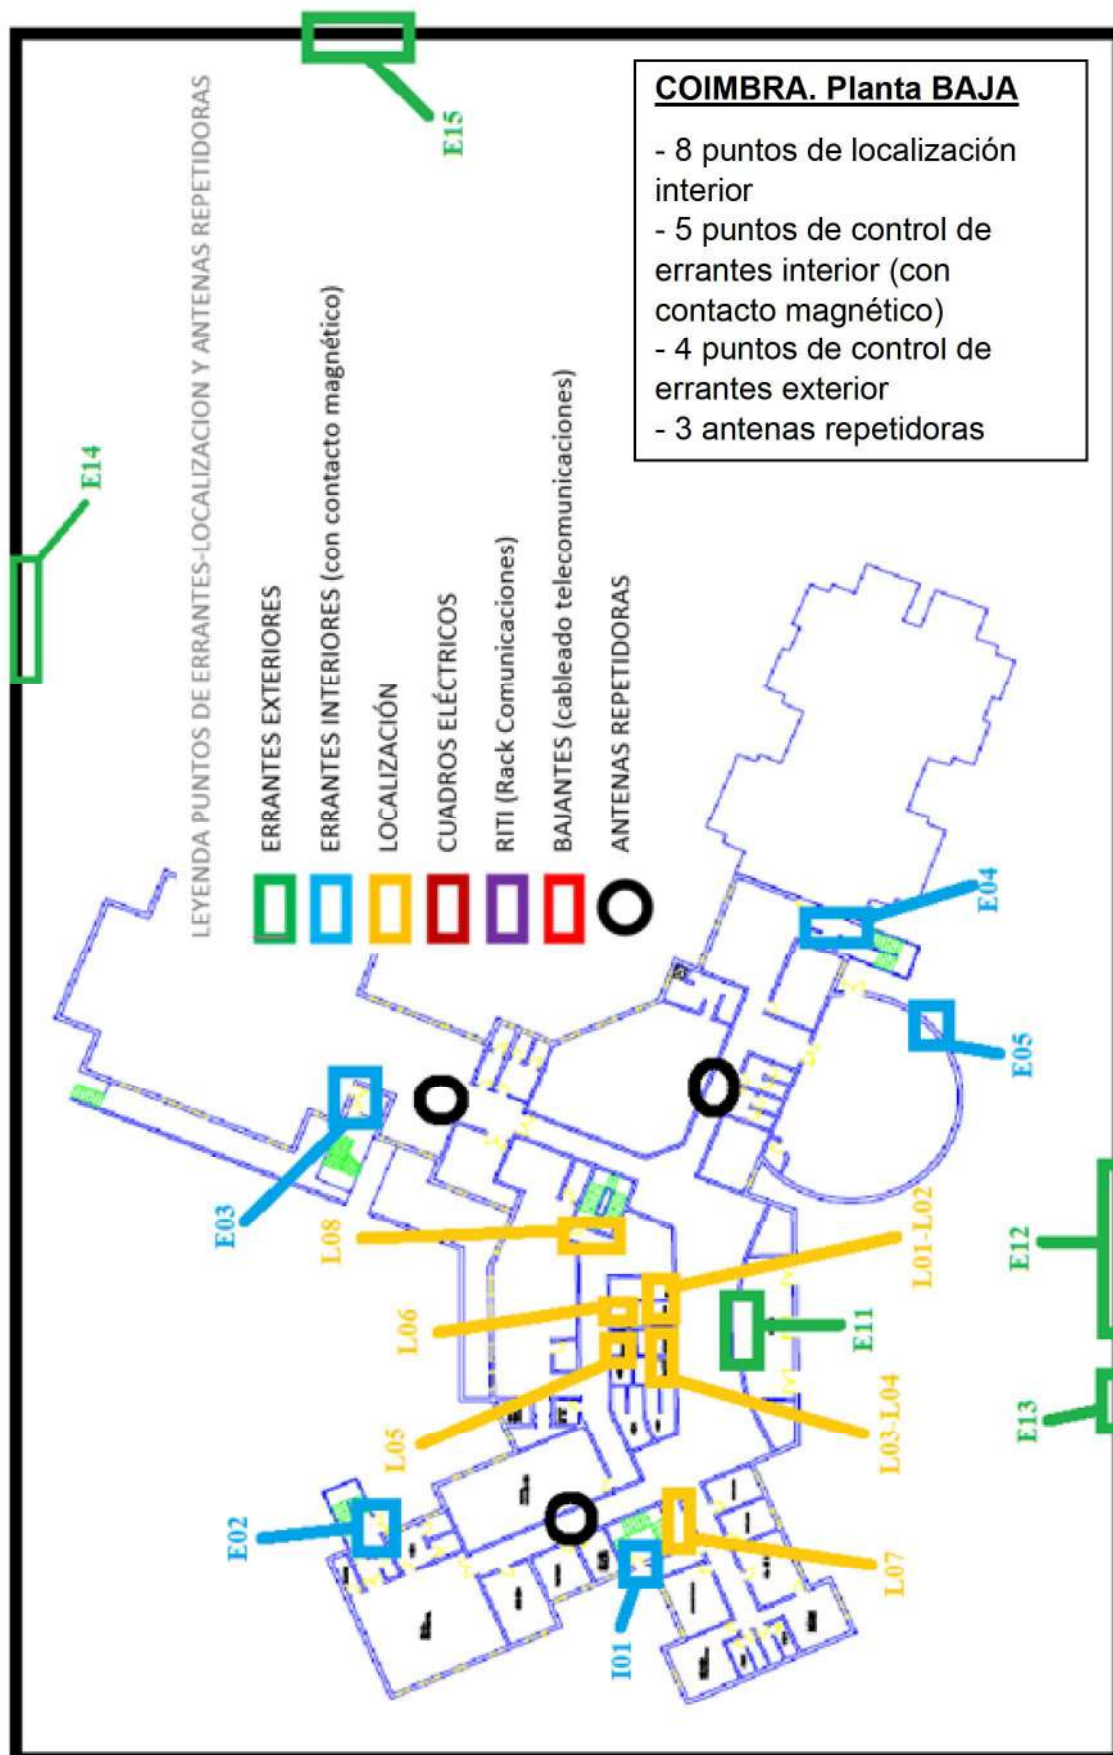 COIMBRA. Planta BAJA
- 8 puntos de localización
interior
- 5 puntos de control de
errantes interior (con
contacto magnético)
- 4 puntos de control de
errantes exterior
- 3 antenas repetidoras
LEYENDA PUNTOS DE ERRANTES-LOCALIZACION Y ANTENAS REPETIDORAS
ERRANTES EXTERIORES
ERRANTES INTERIORES (con contacto magnético)
LOCALIZACIÓN
CUADROS ELÉCTRICOS
RITI (Rack Comunicaciones)
BAJANTES (cableado telecomunicaciones)
ANTENAS REPETIDORAS
E15
E14
E04
E05
E03
L08
L01-L02
E12
L06
E11
L05
L03-L04
E13
E02
L07
I01